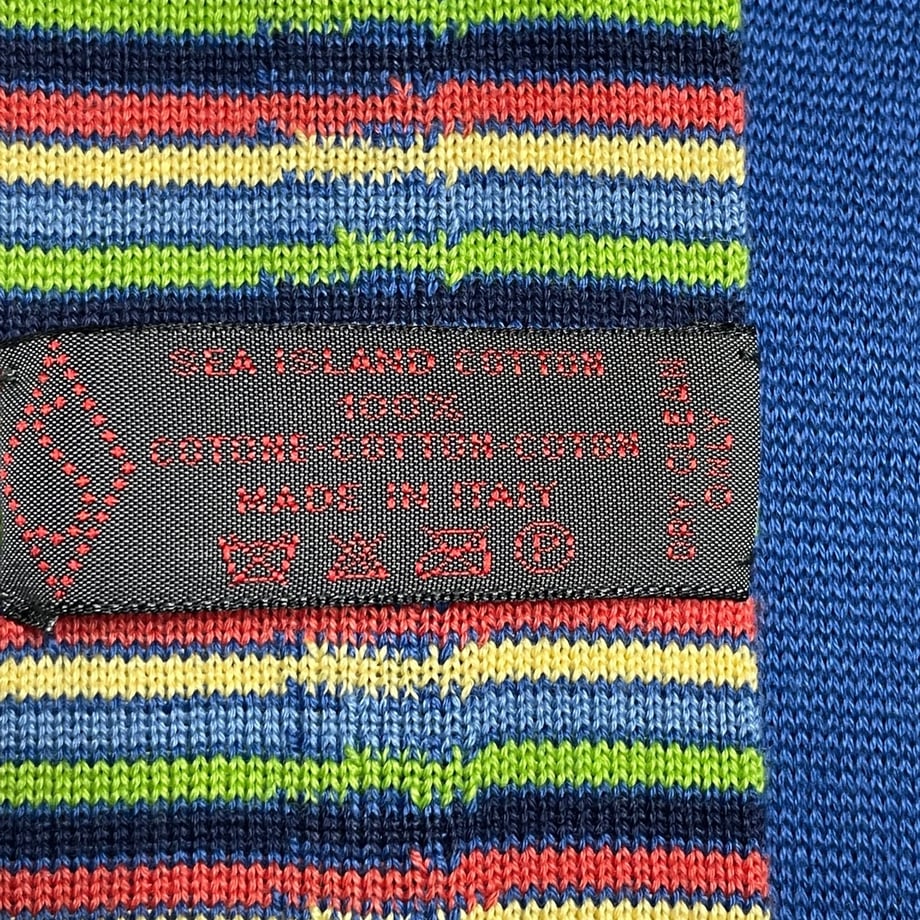 SEA ISLAND COTTON
100%
COTONE-COTTON-COTON
MADE IN ITALY
P
DRY CLEAN
ONLY